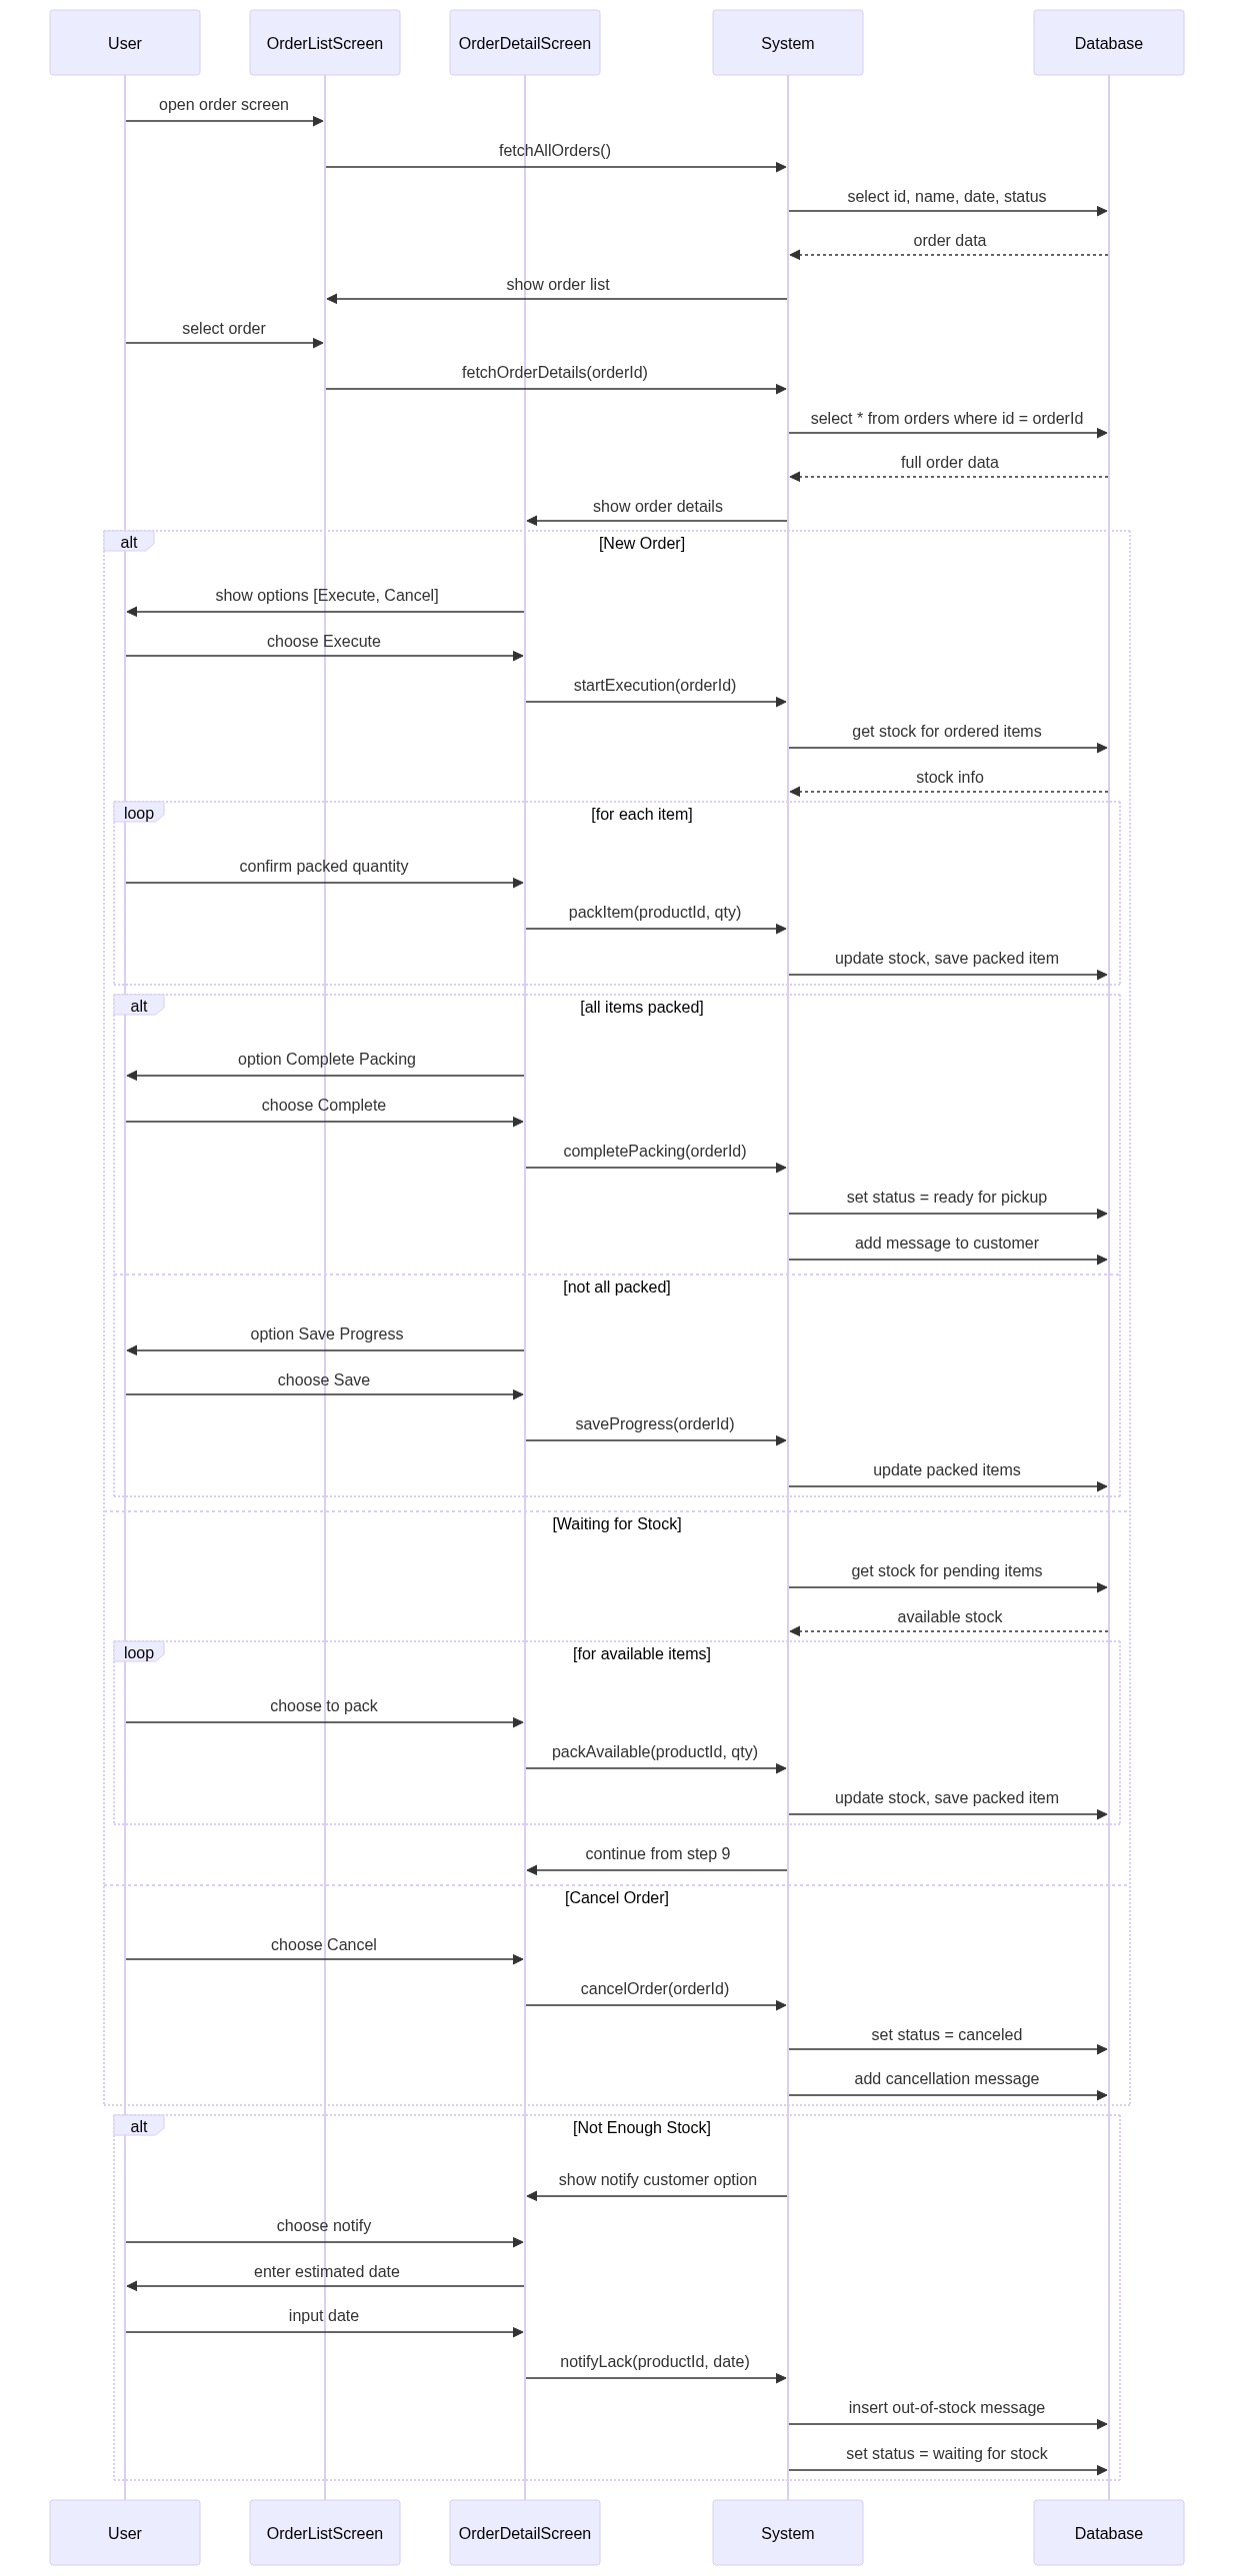 User
OrderListScreen
OrderDetailScreen
System
Database
open order screen
fetchAllOrders()
select id, name, date, status
order data
show order list
select order
fetchOrderDetails(orderId)
select * from orders where id = orderId
full order data
show order details
alt
[New Order]
show options [Execute, Cancel]
choose Execute
startExecution(orderId)
get stock for ordered items
stock info
loop
[for each item]
confirm packed quantity
packItem(productId, qty)
update stock, save packed item
alt
[all items packed]
option Complete Packing
choose Complete
completePacking(orderId)
set status = ready for pickup
add message to customer
[not all packed]
option Save Progress
choose Save
saveProgress(orderId)
update packed items
[Waiting for Stock]
get stock for pending items
available stock
loop
[for available items]
choose to pack
packAvailable(productId, qty)
update stock, save packed item
continue from step 9
[Cancel Order]
choose Cancel
cancelOrder(orderId)
set status = canceled
add cancellation message
alt
[Not Enough Stock]
show notify customer option
choose notify
enter estimated date
input date
notifyLack(productId, date)
insert out-of-stock message
set status = waiting for stock
User
OrderListScreen
OrderDetailScreen
System
Database